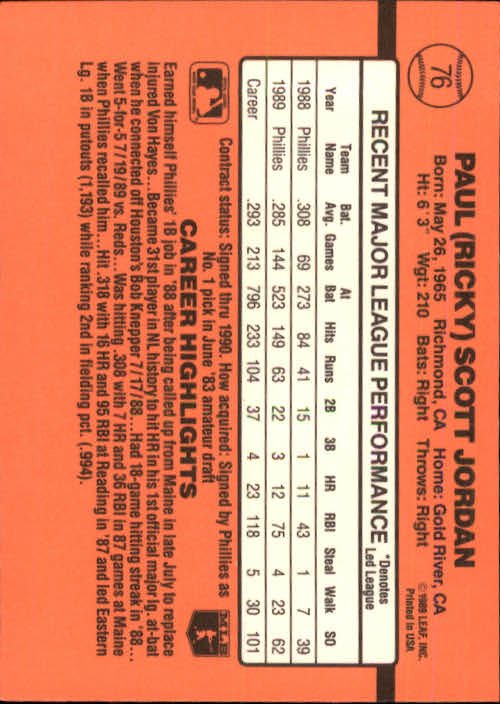 76
PAUL (RICKY) SCOTT JORDAN
Born: May 26, 1965 Richmond, CA Home: Gold River, CA
Ht: 6'3" Wgt: 210 Bats: Right Throws: Right
© 1989 LEAF, INC.
Printed in USA
RECENT MAJOR LEAGUE PERFORMANCE *Denotes Led League
Year Team Name Bat. Avg. Games At Bat Hits Runs 2B 3B HR RBI Steal Walk SO
1988 Phillies .308 69 273 84 41 15 1 11 43 1 7 39
1989 Phillies .285 144 523 149 63 22 3 12 75 4 23 62
Career .293 213 796 233 104 37 4 23 118 5 30 101
Contract status: Signed thru 1990. How acquired: Signed by Phillies as
No. 1 pick in June '83 amateur draft
CAREER HIGHLIGHTS
MLB
Earned himself Phillies' 1B job in '88 after being called up from Maine in late July to replace
injured Von Hayes...Became 31st player in NL history to hit HR in his 1st official major lg. at-bat
when he connected off Houston's Bob Knepper 7/17/88...Had 18-game hitting streak in '88...
Went 5-for-5 7/19/89 vs. Reds...Was hitting .308 with 7 HR and 36 RBI in 87 games at Maine
when Phillies recalled him...Hit .318 with 16 HR and 95 RBI at Reading in '87 and led Eastern
Lg. 1B in putouts (1,193) while ranking 2nd in fielding pct. (.994).